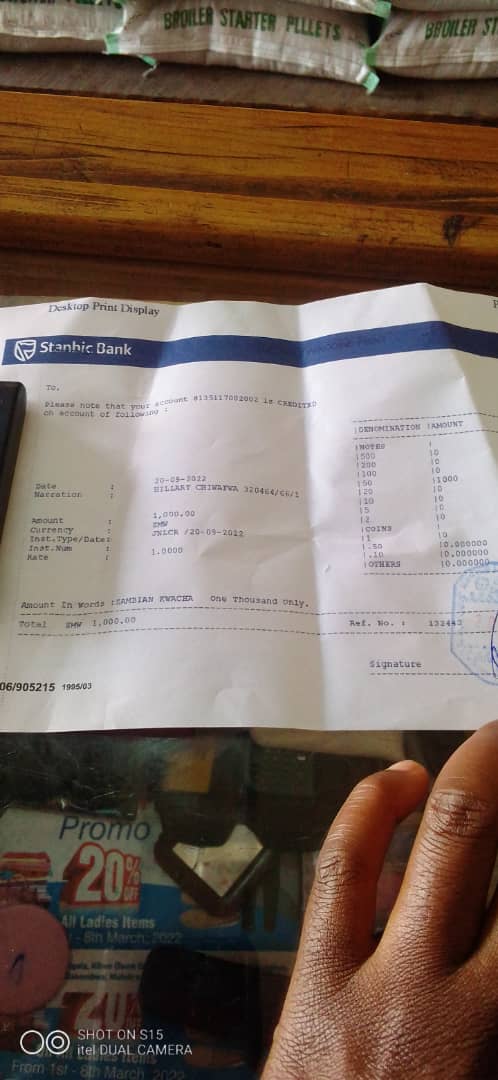 BROILER STARTER PLLLETS
BROILER ST
Desktop Print Display
Stanbic Bank
To,
Please note that your account 8135117002002 is CREDITED
on account of following :
Date : 20-09-2022
Narration : HILLARY CHIWAFWA 320464/66/1
Amount : 1,000.00
Currency : ZMW
Inst.Type/Date: JNLCR /20-09-2022
Inst.Num :
Rate : 1.0000
|DENOMINATION |AMOUNT
|NOTES |
|500 |0
|200 |0
|100 |0
|50 |1000
|20 |0
|10 |0
|5 |0
|2 |0
|COINS |
|1 |0
|.50 |0.000000
|.10 |0.000000
|OTHERS |0.000000
Amount In Words :ZAMBIAN KWACHA One Thousand Only.
Total ZMW 1,000.00
Ref. No. : 132443
Signature
06/905215 1995/03
Promo
20% OFF
All Ladies Items
- 8th March, 2022
From 1st - 8th March 2022
SHOT ON S15
itel DUAL CAMERA